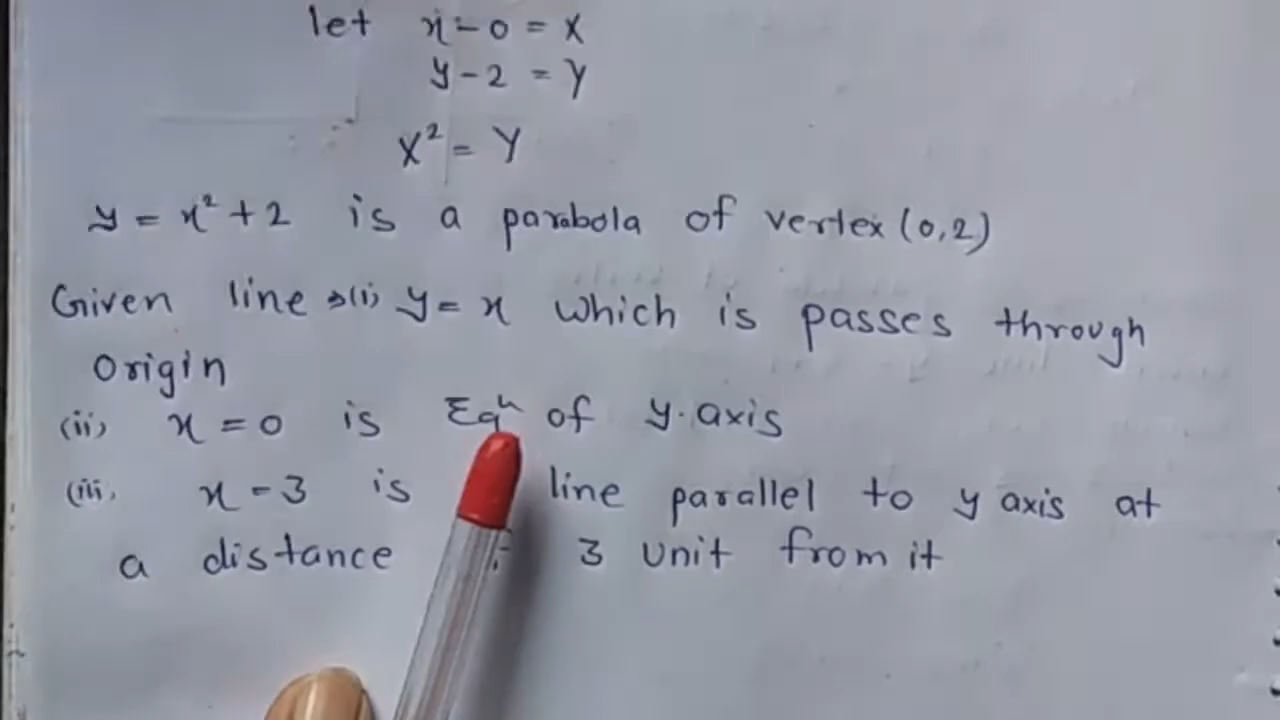 let x - 0 = X
y - 2 = Y
X² = Y
y = x² + 2 is a parabola of vertex (0,2)
Given line → (i) y = x which is passes through
Origin
(ii) x = 0 is Eqⁿ of y-axis
(iii) x = 3 is line parallel to y axis at
a distance 3 unit from it